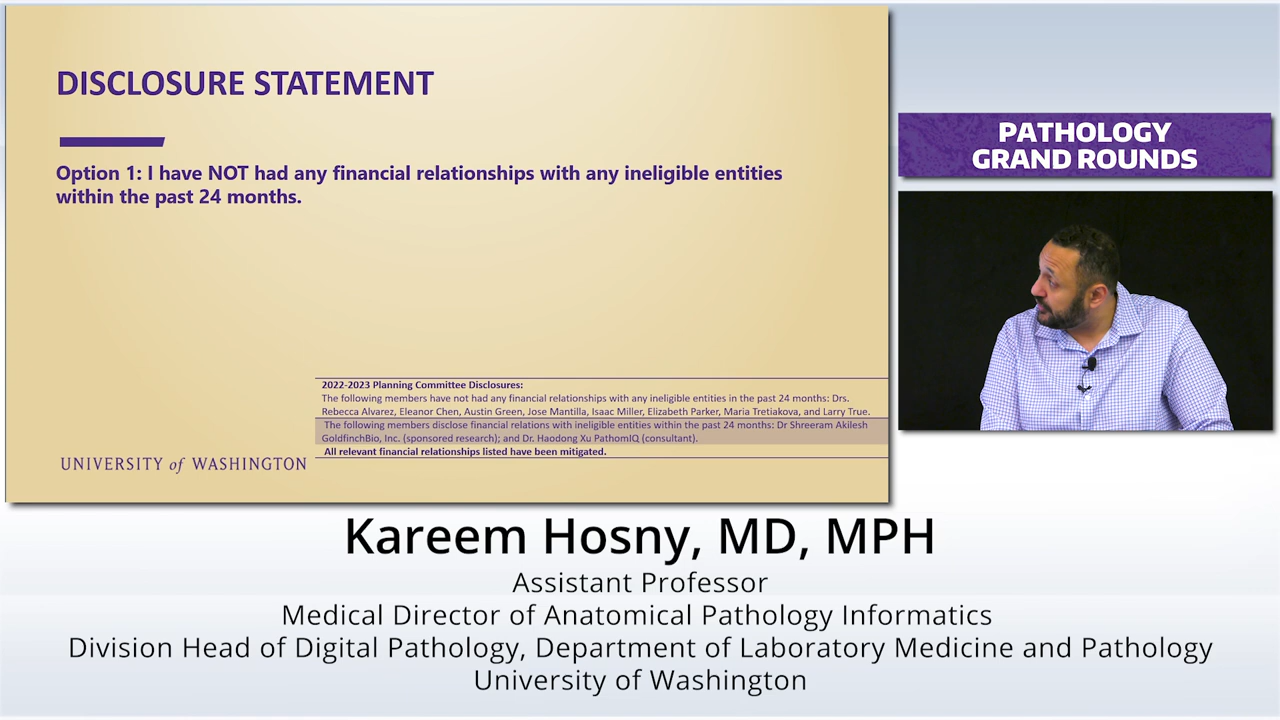 DISCLOSURE STATEMENT
Option 1: I have NOT had any financial relationships with any ineligible entities
within the past 24 months.
2022-2023 Planning Committee Disclosures:
The following members have not had any financial relationships with any ineligible entities in the past 24 months: Drs.
Rebecca Alvarez, Eleanor Chen, Austin Green, Jose Mantilla, Isaac Miller, Elizabeth Parker, Maria Tretiakova, and Larry True.
The following members disclose financial relations with ineligible entities within the past 24 months: Dr Shreeram Akilesh
GoldfinchBio, Inc. (sponsored research); and Dr. Haodong Xu PathomIQ (consultant).
All relevant financial relationships listed have been mitigated.
UNIVERSITY of WASHINGTON
PATHOLOGY
GRAND ROUNDS
Kareem Hosny, MD, MPH
Assistant Professor
Medical Director of Anatomical Pathology Informatics
Division Head of Digital Pathology, Department of Laboratory Medicine and Pathology
University of Washington